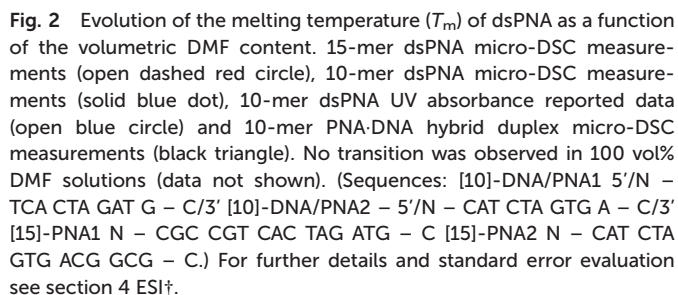 Fig. 2 Evolution of the melting temperature (Tm) of dsPNA as a function
of the volumetric DMF content. 15-mer dsPNA micro-DSC measure-
ments (open dashed red circle), 10-mer dsPNA micro-DSC measure-
ments (solid blue dot), 10-mer dsPNA UV absorbance reported data
(open blue circle) and 10-mer PNA·DNA hybrid duplex micro-DSC
measurements (black triangle). No transition was observed in 100 vol%
DMF solutions (data not shown). (Sequences: [10]-DNA/PNA1 5′/N –
TCA CTA GAT G – C/3′ [10]-DNA/PNA2 – 5′/N – CAT CTA GTG A – C/3′
[15]-PNA1 N – CGC CGT CAC TAG ATG – C [15]-PNA2 N – CAT CTA
GTG ACG GCG – C.) For further details and standard error evaluation
see section 4 ESI†.